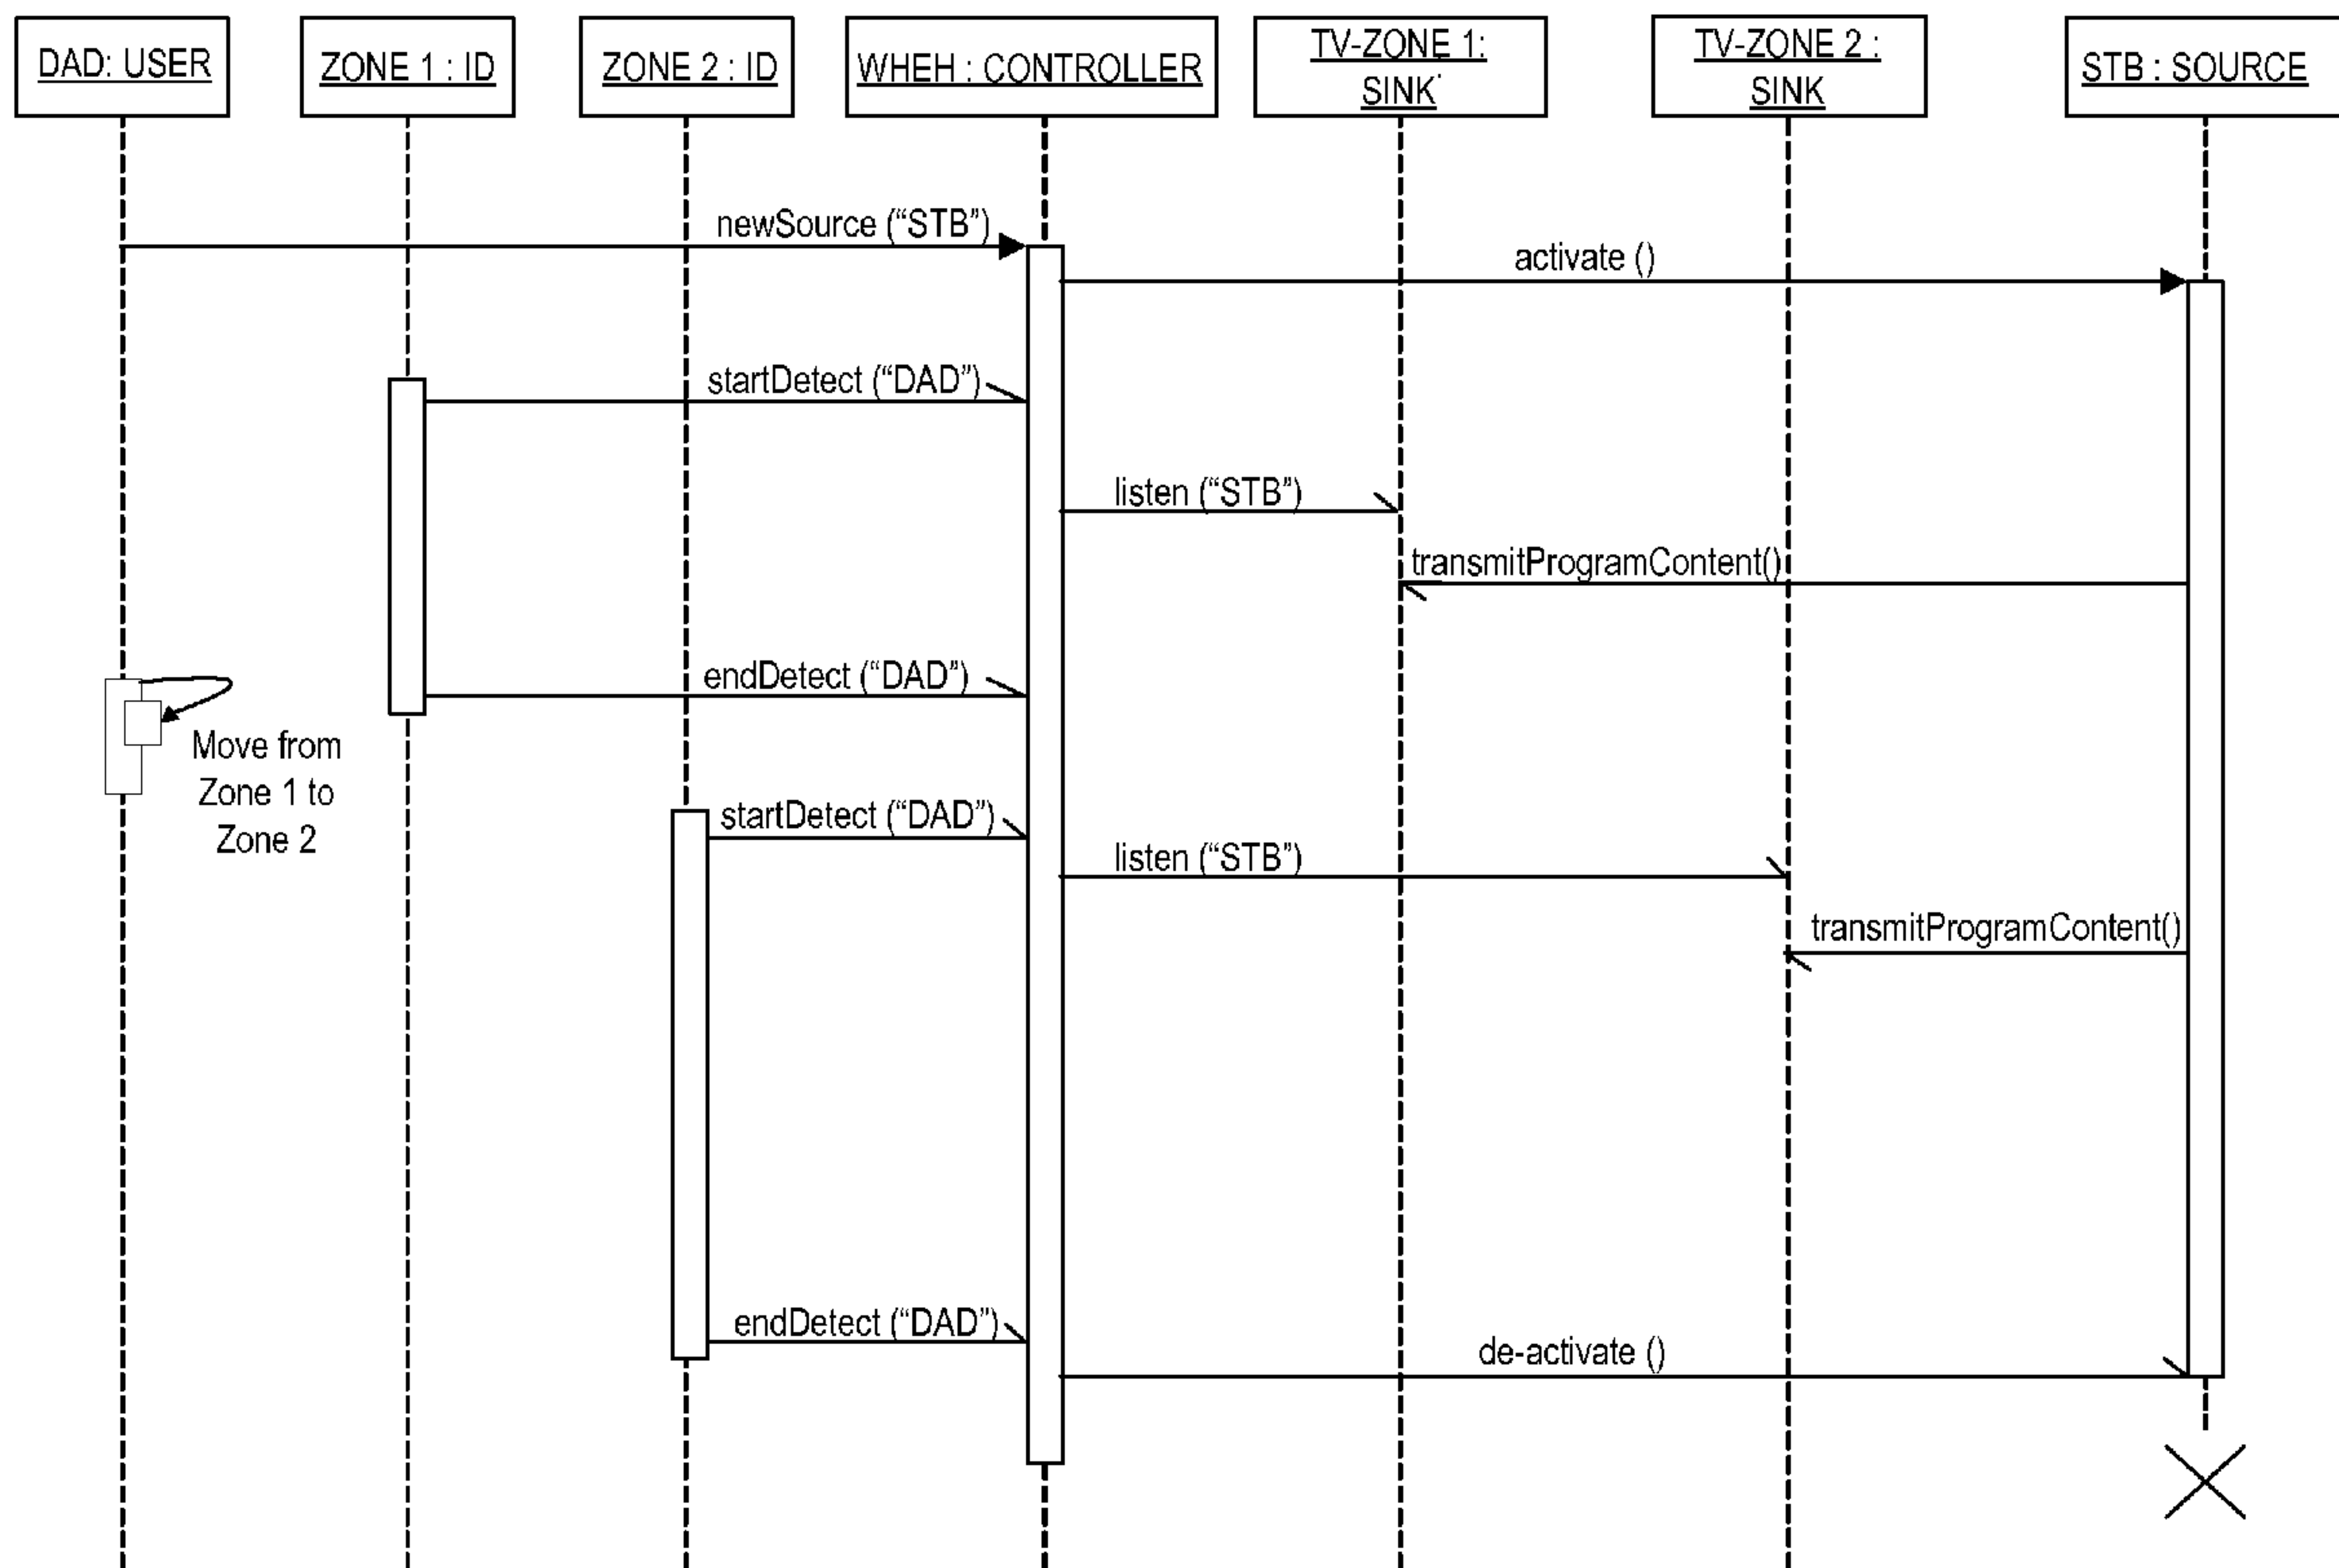 DAD: USER
ZONE 1 : ID
ZONE 2 : ID
WHEH : CONTROLLER
TV-ZONE 1:
SINK
TV-ZONE 2 :
SINK
STB : SOURCE
newSource (“STB”)
activate ()
startDetect (“DAD”)
listen (“STB”)
transmitProgramContent()
endDetect (“DAD”)
Move from
Zone 1 to
Zone 2
startDetect (“DAD”)
listen (“STB”)
transmitProgramContent()
endDetect (“DAD”)
de-activate ()